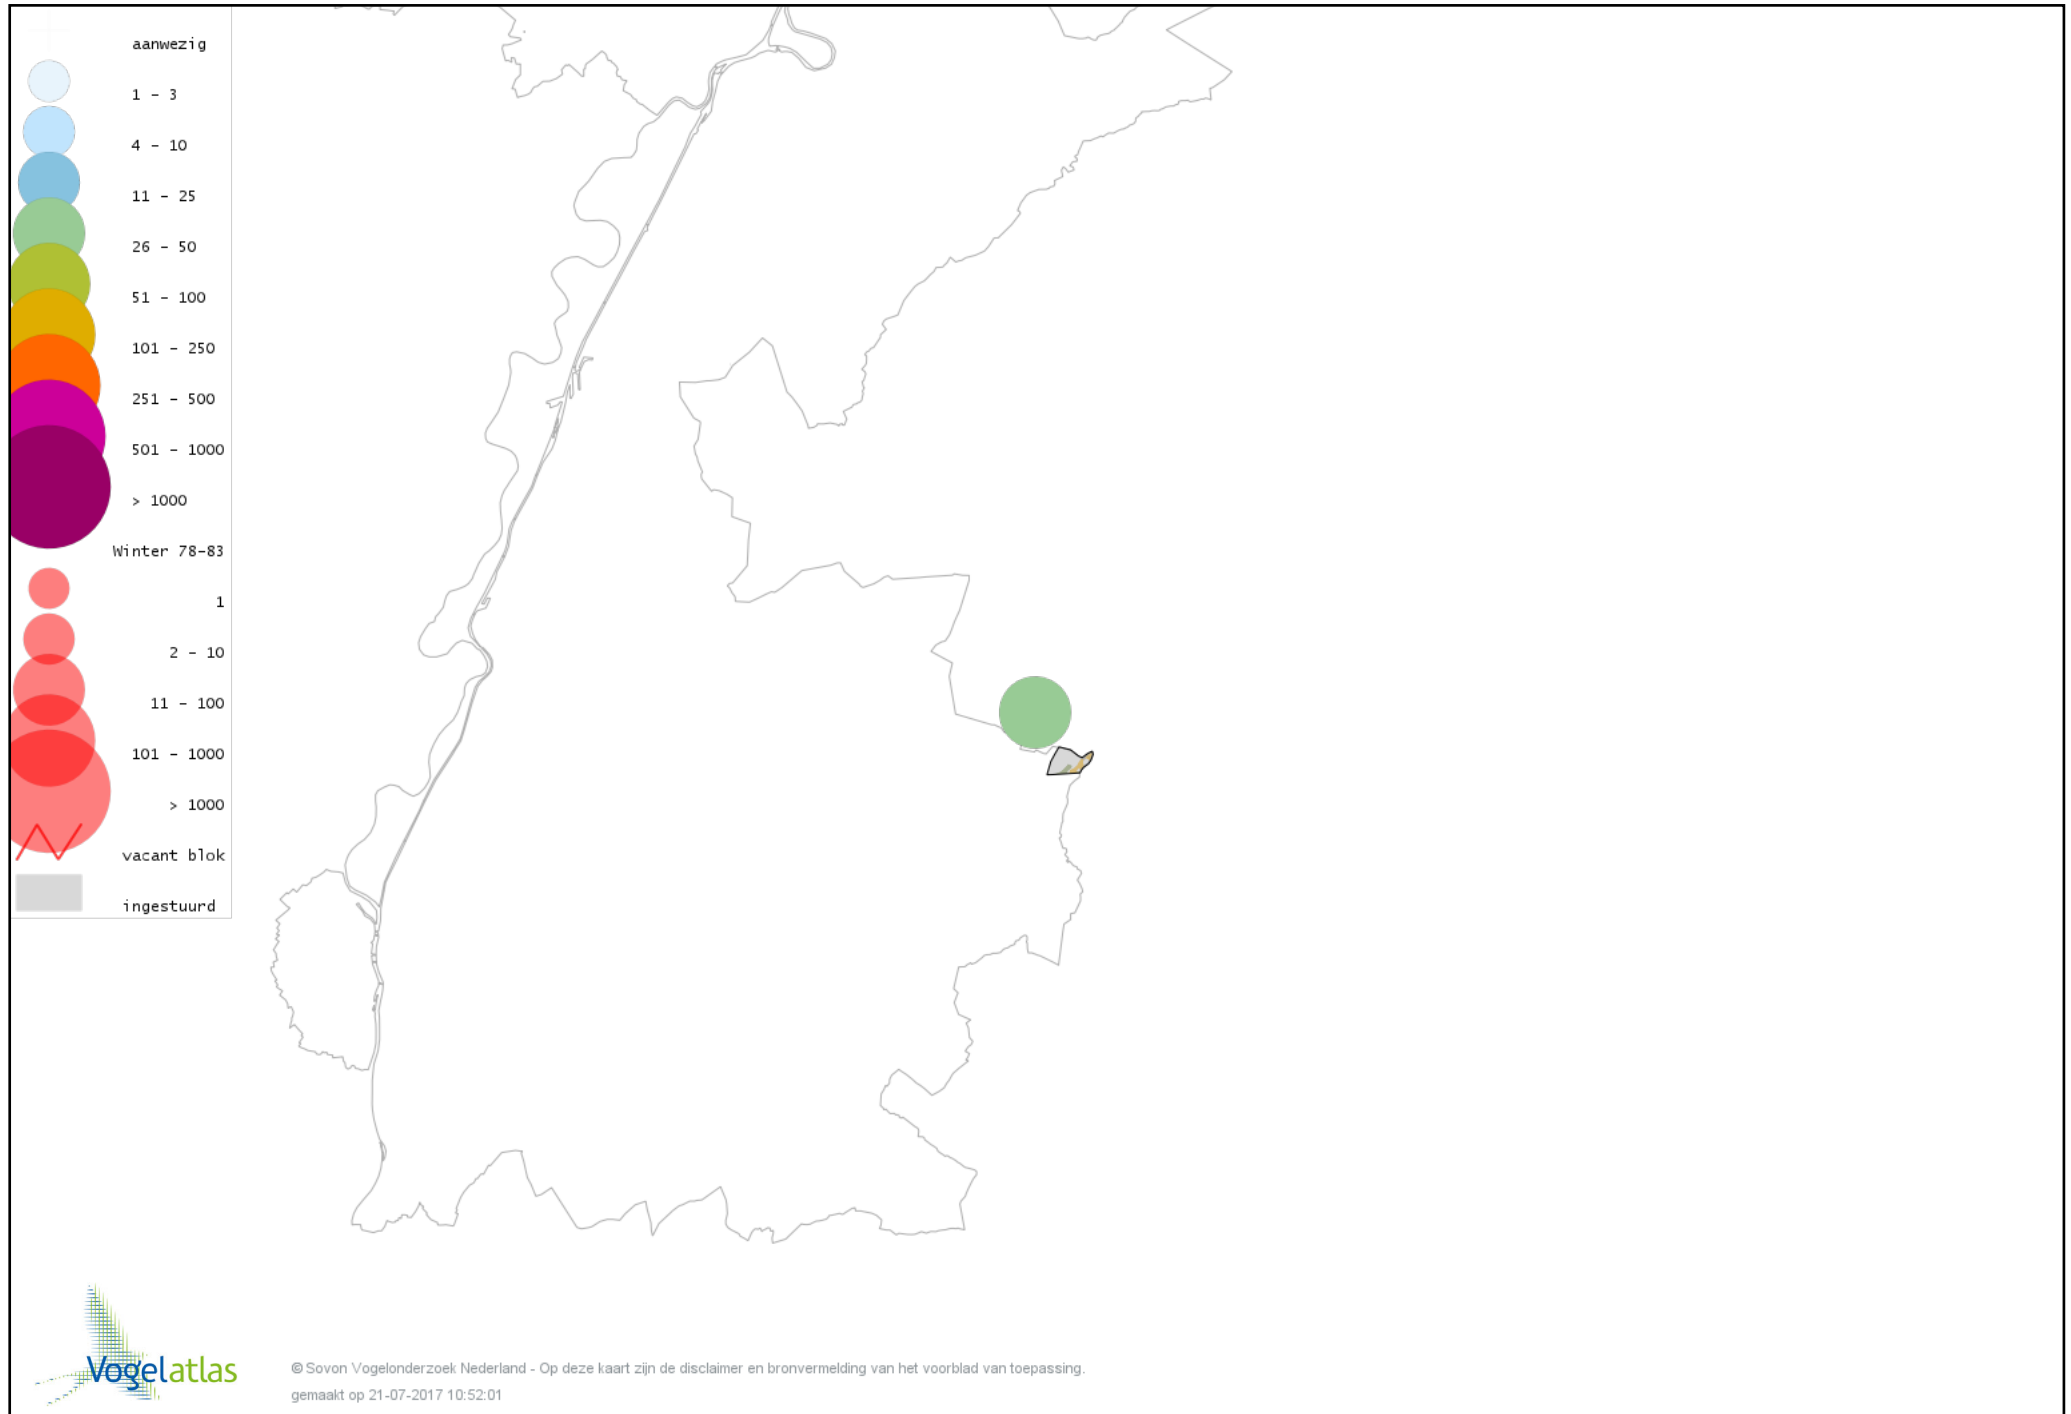 aanwezig
1 - 3
4 - 10
11 - 25
26 - 50
51 - 100
101 - 250
251 - 500
501 - 1000
> 1000
Winter 78-83
1
2 - 10
11 - 100
101 - 1000
> 1000
vacant blok
ingestuurd
Vogelatlas
© Sovon Vogelonderzoek Nederland - Op deze kaart zijn de disclaimer en bronvermelding van het voorblad van toepassing.
gemaakt op 21-07-2017 10:52:01